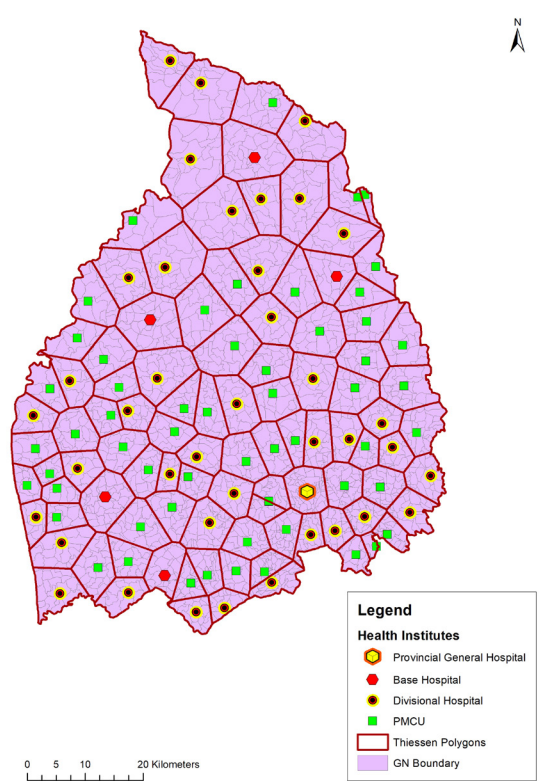 N
Legend
Health Institutes
Provincial General Hospital
Base Hospital
Divisional Hospital
PMCU
Thiessen Polygons
GN Boundary
0 5 10 20 Kilometers